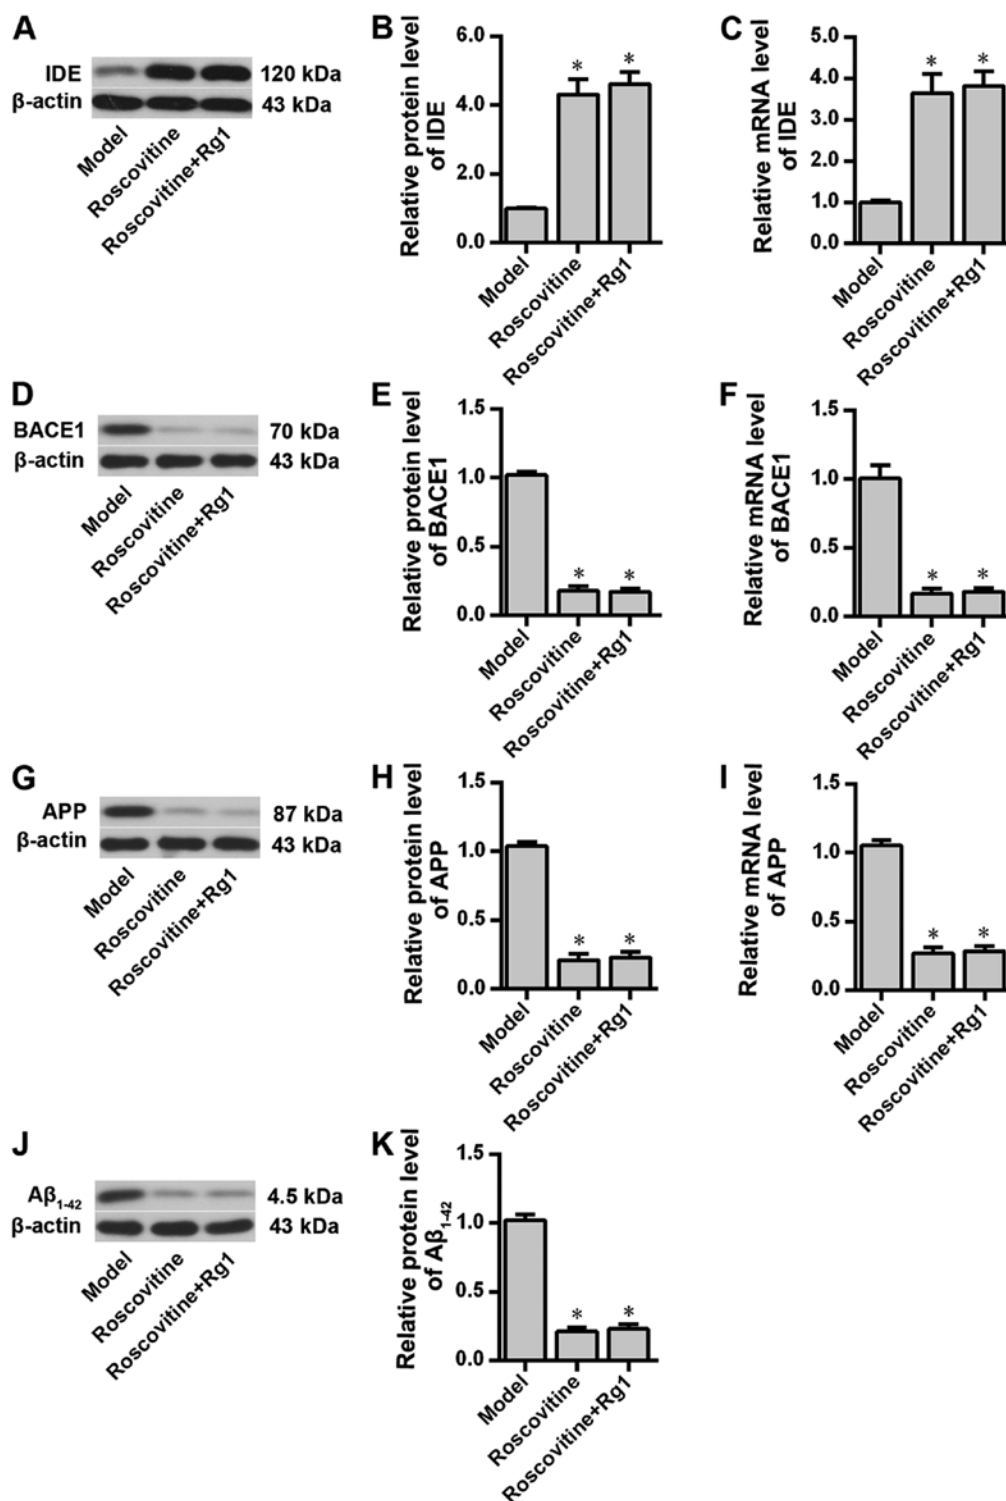 A
IDE
120 kDa
β-actin
43 kDa
Model
Roscovitine
Roscovitine+Rg1
B
Relative protein level
of IDE
6.0
4.0
2.0
0.0
*
*
Model
Roscovitine
Roscovitine+Rg1
C
Relative mRNA level
of IDE
5.0
4.0
3.0
2.0
1.0
0.0
*
*
Model
Roscovitine
Roscovitine+Rg1
D
BACE1
70 kDa
β-actin
43 kDa
Model
Roscovitine
Roscovitine+Rg1
E
Relative protein level
of BACE1
1.5
1.0
0.5
0.0
*
*
Model
Roscovitine
Roscovitine+Rg1
F
Relative mRNA level
of BACE1
1.5
1.0
0.5
0.0
*
*
Model
Roscovitine
Roscovitine+Rg1
G
APP
87 kDa
β-actin
43 kDa
Model
Roscovitine
Roscovitine+Rg1
H
Relative protein level
of APP
1.5
1.0
0.5
0.0
*
*
Model
Roscovitine
Roscovitine+Rg1
I
Relative mRNA level
of APP
1.5
1.0
0.5
0.0
*
*
Model
Roscovitine
Roscovitine+Rg1
J
Aβ1-42
4.5 kDa
β-actin
43 kDa
Model
Roscovitine
Roscovitine+Rg1
K
Relative protein level
of Aβ1-42
1.5
1.0
0.5
0.0
*
*
Model
Roscovitine
Roscovitine+Rg1